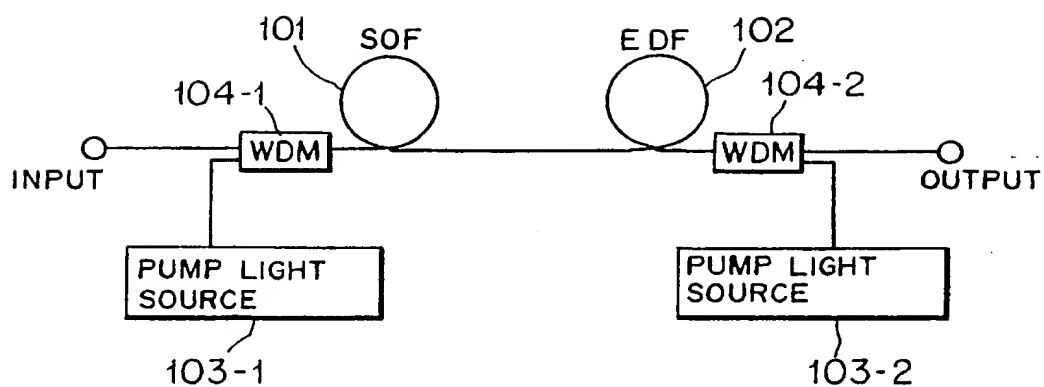 101
SOF
EDF
102
104-1
104-2
WDM
WDM
INPUT
OUTPUT
PUMP LIGHT
SOURCE
PUMP LIGHT
SOURCE
103-1
103-2